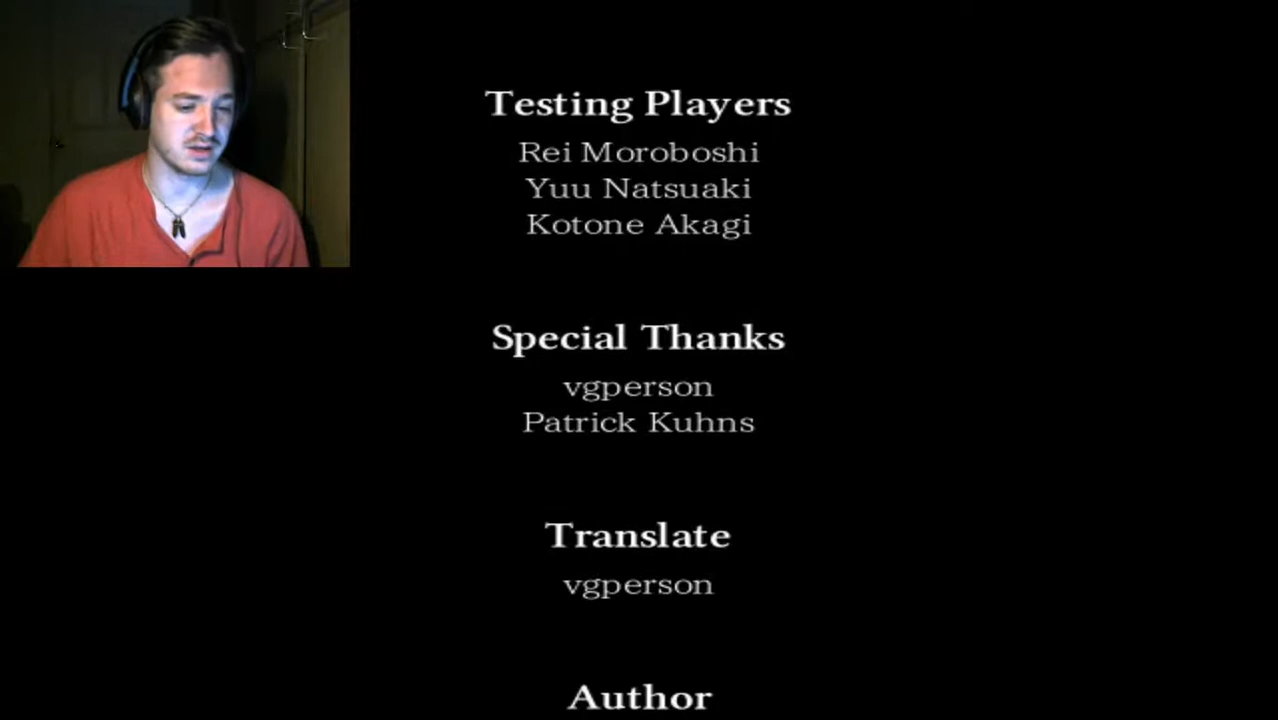 Testing Players
Rei Moroboshi
Yuu Natsuaki
Kotone Akagi
Special Thanks
vgperson
Patrick Kuhns
Translate
vgperson
Author